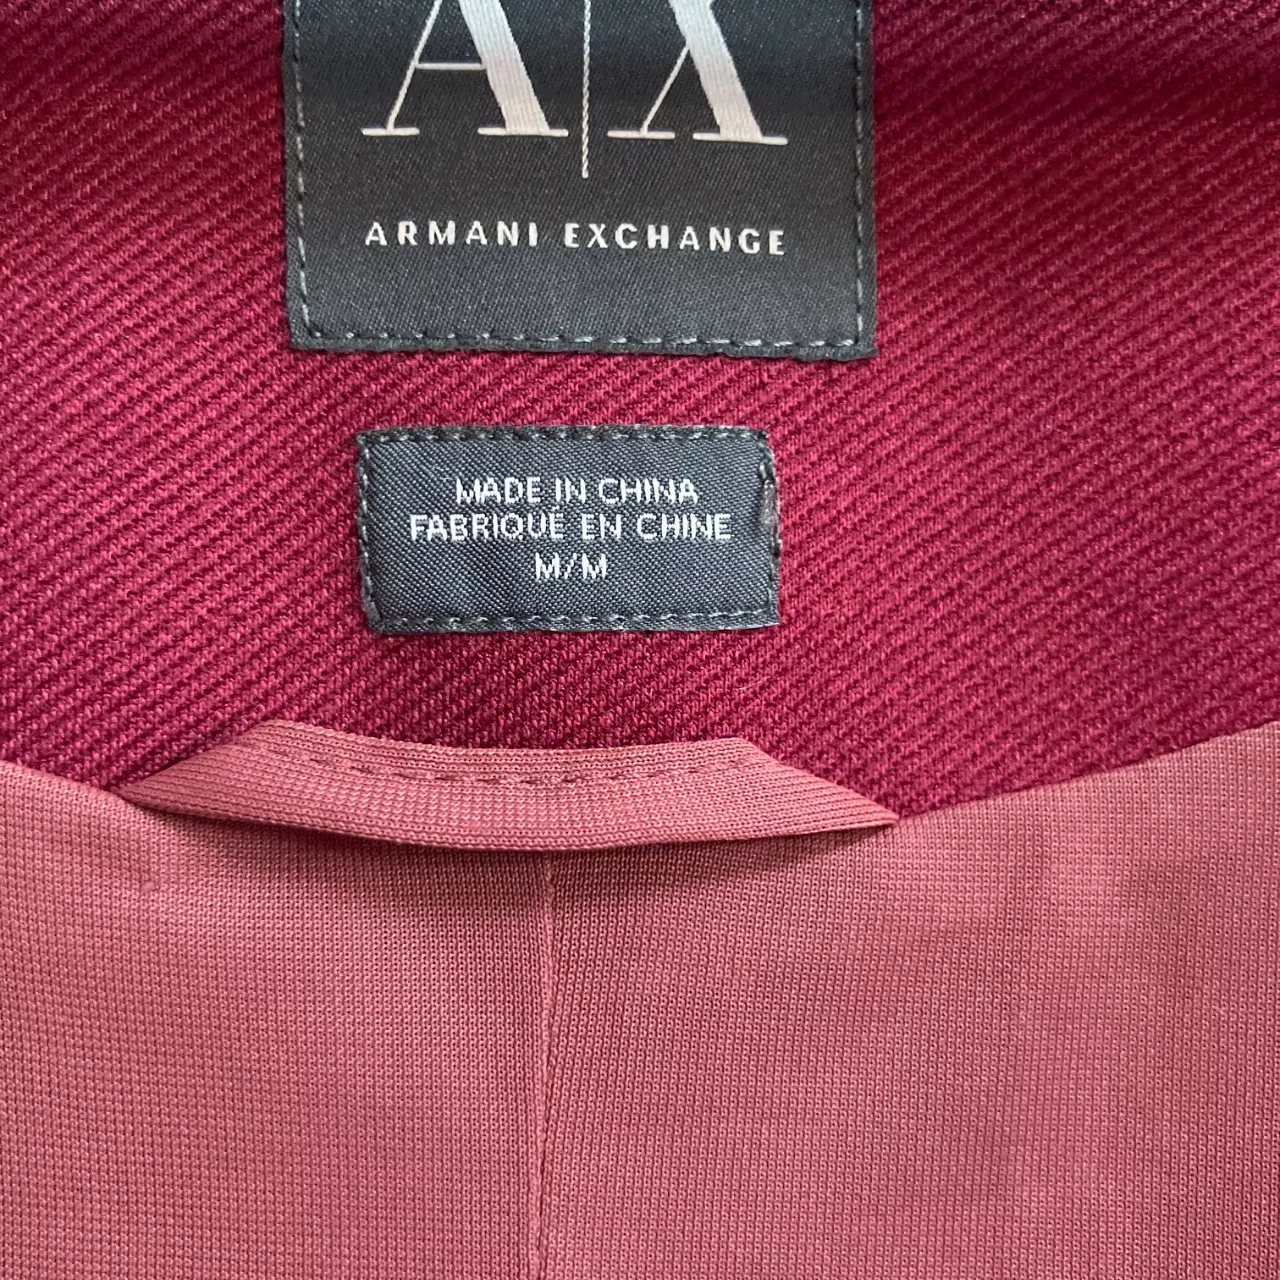 A|X
ARMANI EXCHANGE
MADE IN CHINA
FABRIQUÉ EN CHINE
M/M